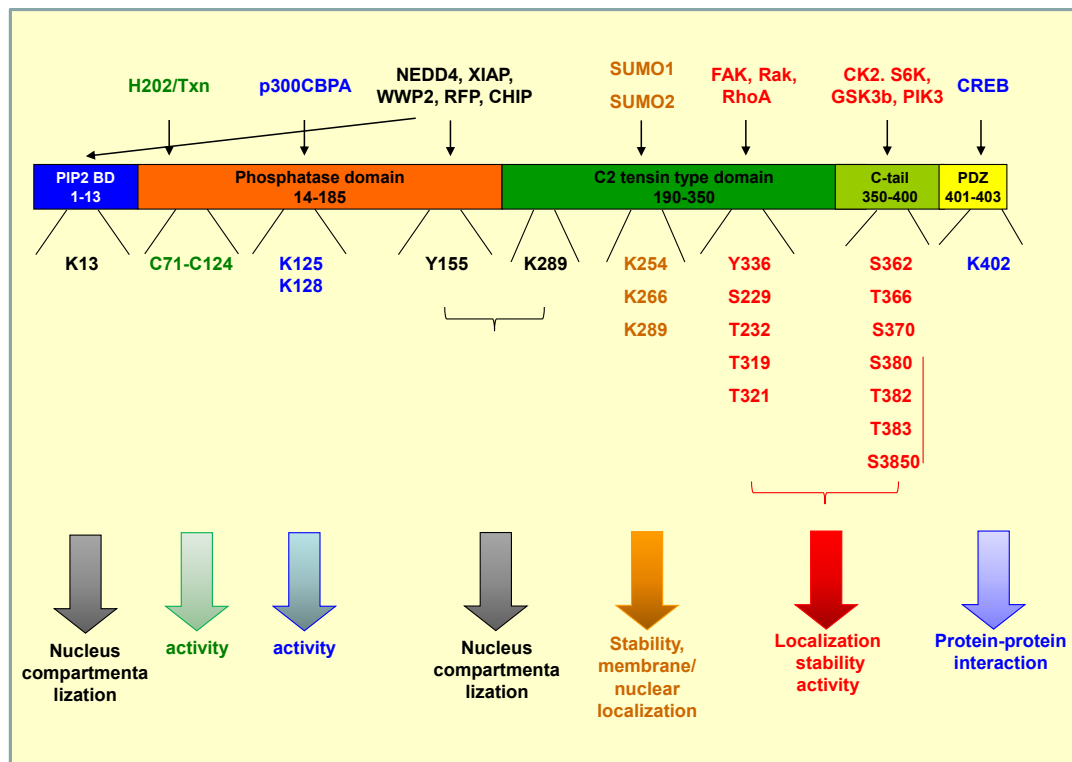 H202/Txn
p300CBPA
NEDD4, XIAP,
WWP2, RFP, CHIP
SUMO1
SUMO2
FAK, Rak,
RhoA
CK2. S6K,
GSK3b, PIK3
CREB
PIP2 BD
1-13
Phosphatase domain
14-185
C2 tensin type domain
190-350
C-tail
350-400
PDZ
401-403
K13
C71-C124
K125
K128
Y155
K289
K254
K266
K289
Y336
S229
T232
T319
T321
S362
T366
S370
S380
T382
T383
S3850
K402
Nucleus
compartmenta
lization
activity
activity
Nucleus
compartmenta
lization
Stability,
membrane/
nuclear
localization
Localization
stability
activity
Protein-protein
interaction